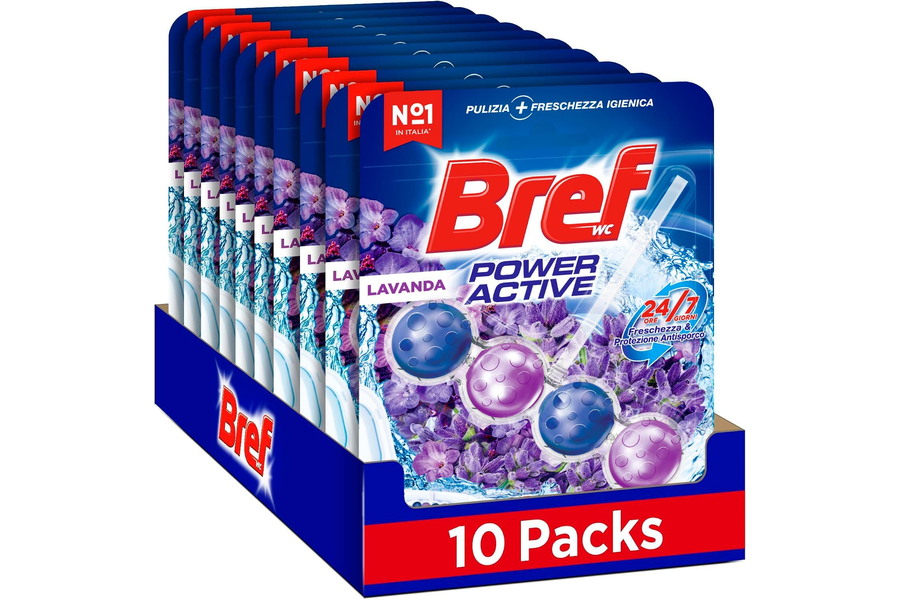 Nº1
IN ITALIA*
PULIZIA + FRESCHEZZA IGIENICA
Bref
WC
POWER
ACTIVE
LAVANDA
24/7
ORE GIORNI
Freschezza &
Protezione Antisporco
Bref
WC
10 Packs